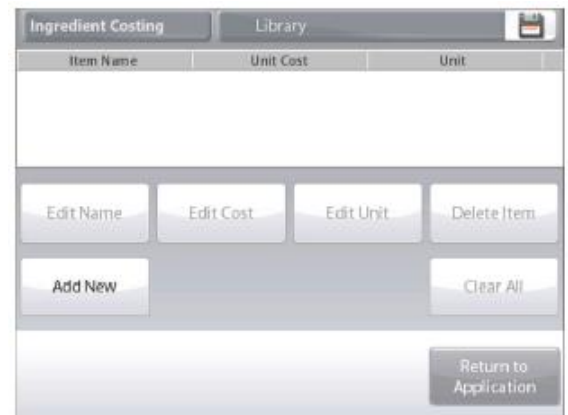 Ingredient Costing Library
Item Name Unit Cost Unit
Edit Name Edit Cost Edit Unit Delete Item
Add New Clear All
Return to
Application